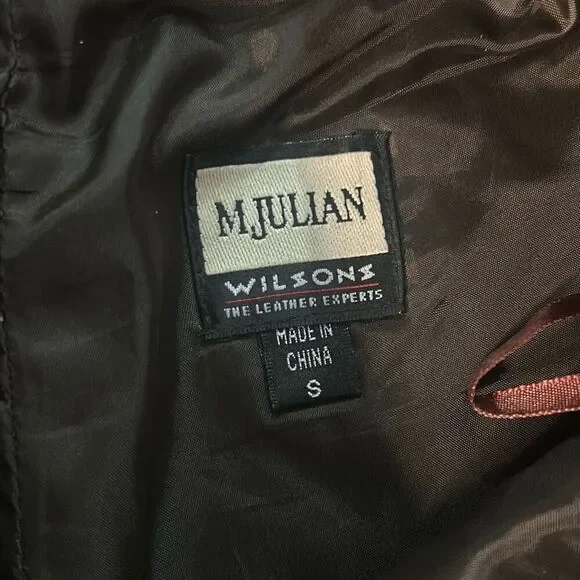 M.JULIAN
WILSONS
THE LEATHER EXPERTS
MADE IN
CHINA
S